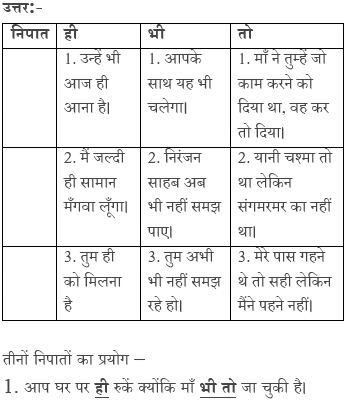 उत्तर:-
निपात ही भी तो
1. उन्हें भी
आज ही
आना है।
1. आपके
साथ यह भी
चलेगा।
1. माँ ने तुम्हें जो
काम करने को
दिया था, वह कर
तो दिया।
2. मैं जल्दी
ही सामान
मँगवा लूँगा।
2. निरंजन
साहब अब
भी नहीं समझ
पाए।
2. यानी चश्मा तो
था लेकिन
संगमरमर का नहीं
था।
3. तुम ही
को मिलना
है
3. तुम अभी
भी नहीं समझ
रहे हो।
3. मेरे पास गहने
थे तो सही लेकिन
मैंने पहने नहीं।
तीनों निपातों का प्रयोग –
1. आप घर पर ही रुकें क्योंकि माँ भी तो जा चुकी है।